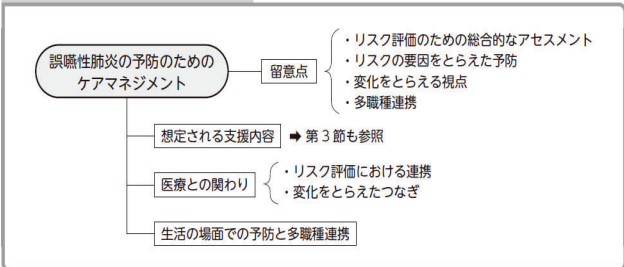 誤嚥性肺炎の予防のための
ケアマネジメント
留意点
・リスク評価のための総合的なアセスメント
・リスクの要因をとらえた予防
・変化をとらえる視点
・多職種連携
想定される支援内容 ➡ 第3節も参照
医療との関わり
・リスク評価における連携
・変化をとらえたつなぎ
生活の場面での予防と多職種連携